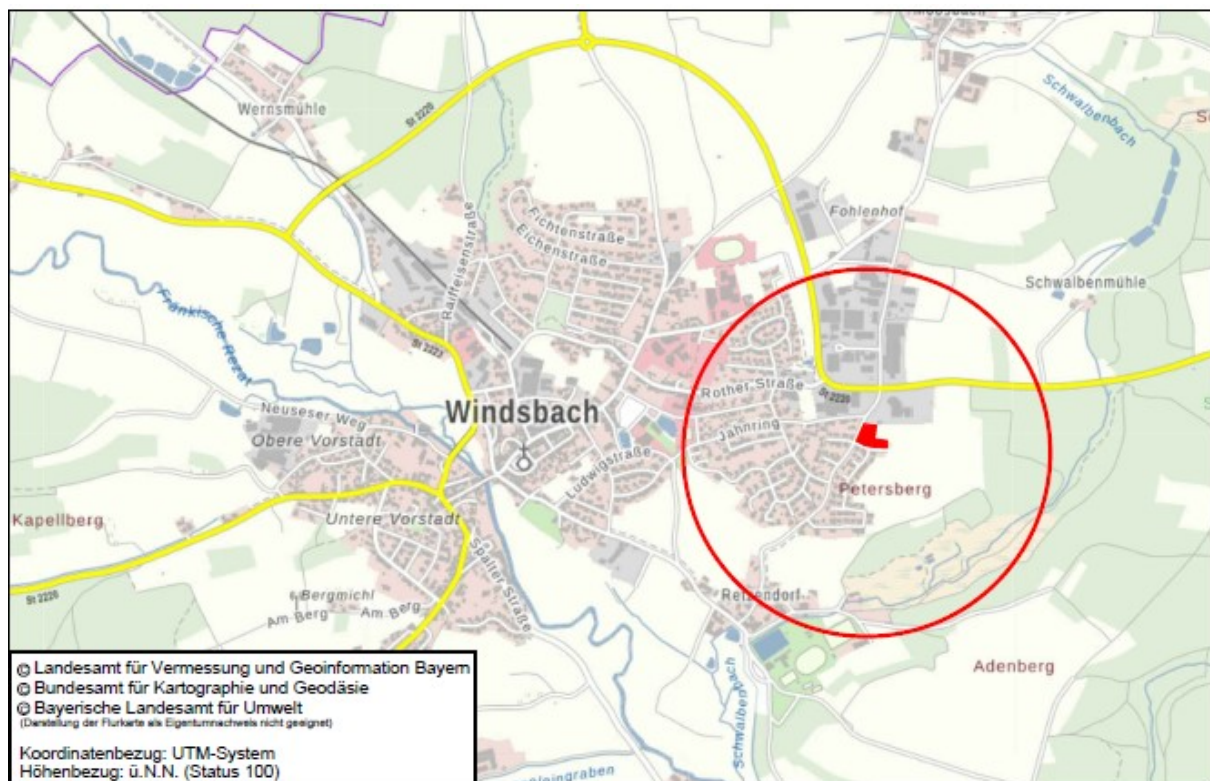 Moosbach
Wernsmühle
St 2220
Schwalbenbach
Fohlenhof
Fichtenstraße
Eichenstraße
Raiffeisenstraße
Schwalbenmühle
Fränkische Rezat
St 2223
Rother Straße
St 2220
Windsbach
Neuseser Weg
Obere Vorstadt
Jahnring
Ludwigstraße
Petersberg
Kapellberg
Untere Vorstadt
Spalter Straße
St 2220
Bergmichl
Am Berg
Am Berg
Retzendorf
Adenberg
Schwalbenbach
© Landesamt für Vermessung und Geoinformation Bayern
© Bundesamt für Kartographie und Geodäsie
© Bayerische Landesamt für Umwelt
(Darstellung der Flurkarte als Eigentumnachweis nicht geeignet)
Koordinatenbezug: UTM-System
Höhenbezug: ü.N.N. (Status 100)